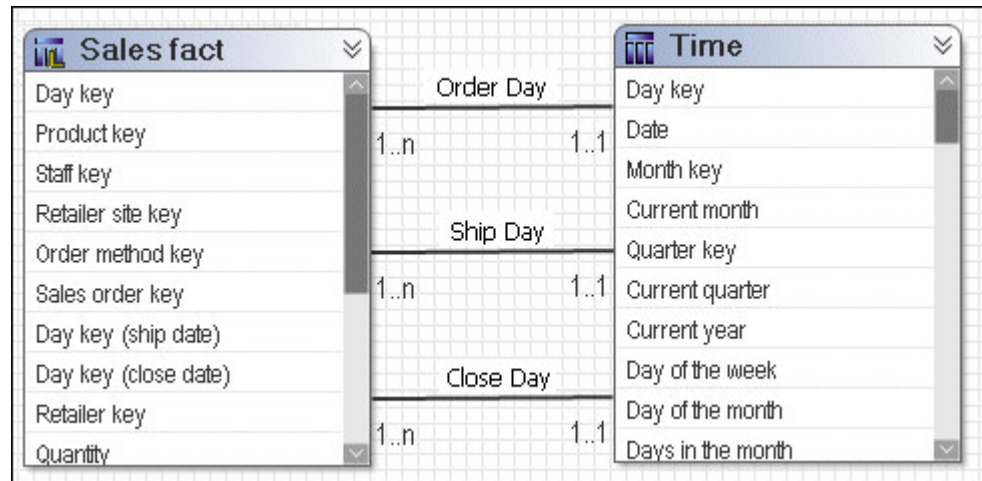 Sales fact
Day key
Product key
Staff key
Retailer site key
Order method key
Sales order key
Day key (ship date)
Day key (close date)
Retailer key
Quantity
Order Day
1..n 1..1
Ship Day
1..n 1..1
Close Day
1..n 1..1
Time
Day key
Date
Month key
Current month
Quarter key
Current quarter
Current year
Day of the week
Day of the month
Days in the month